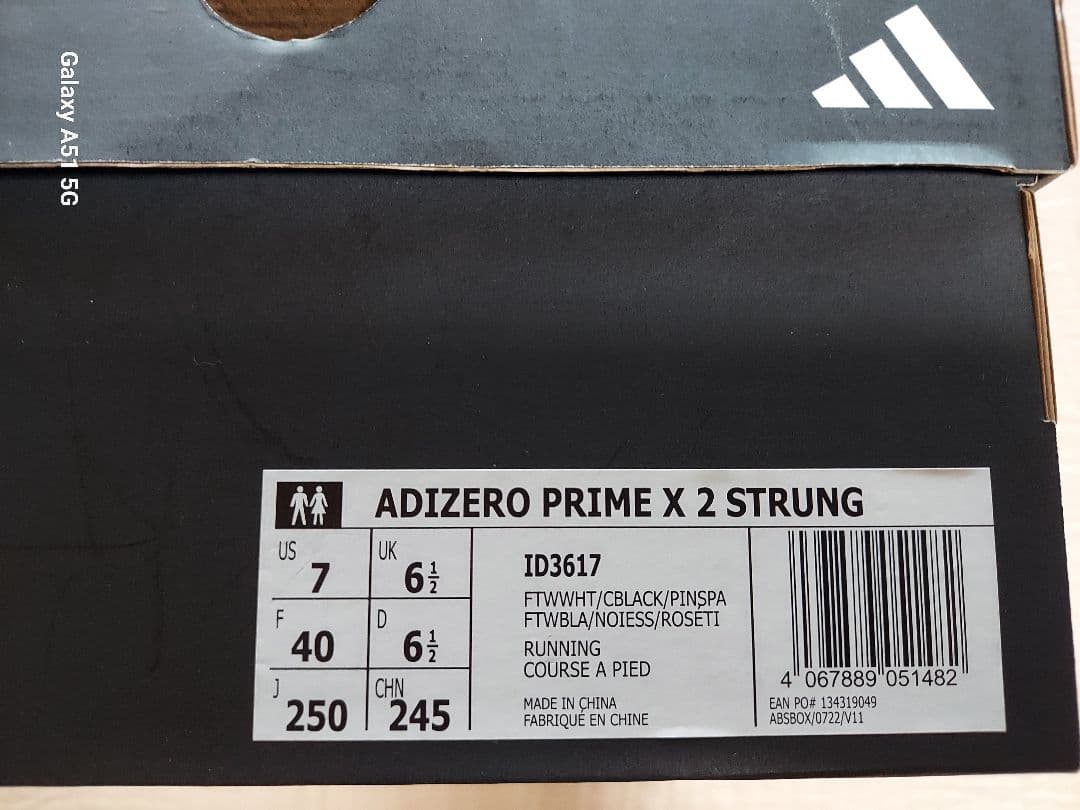 Galaxy A51 5G
ADIZERO PRIME X 2 STRUNG
US 7
UK 6½
F 40
D 6½
J 250
CHN 245
ID3617
FTWWHT/CBLACK/PINSPA
FTWBLA/NOIESS/ROSÉTI
RUNNING
COURSE A PIED
MADE IN CHINA
FABRIQUÉ EN CHINE
4 067889 051482
EAN PO# 134319049
ABSBOX/0722/V11